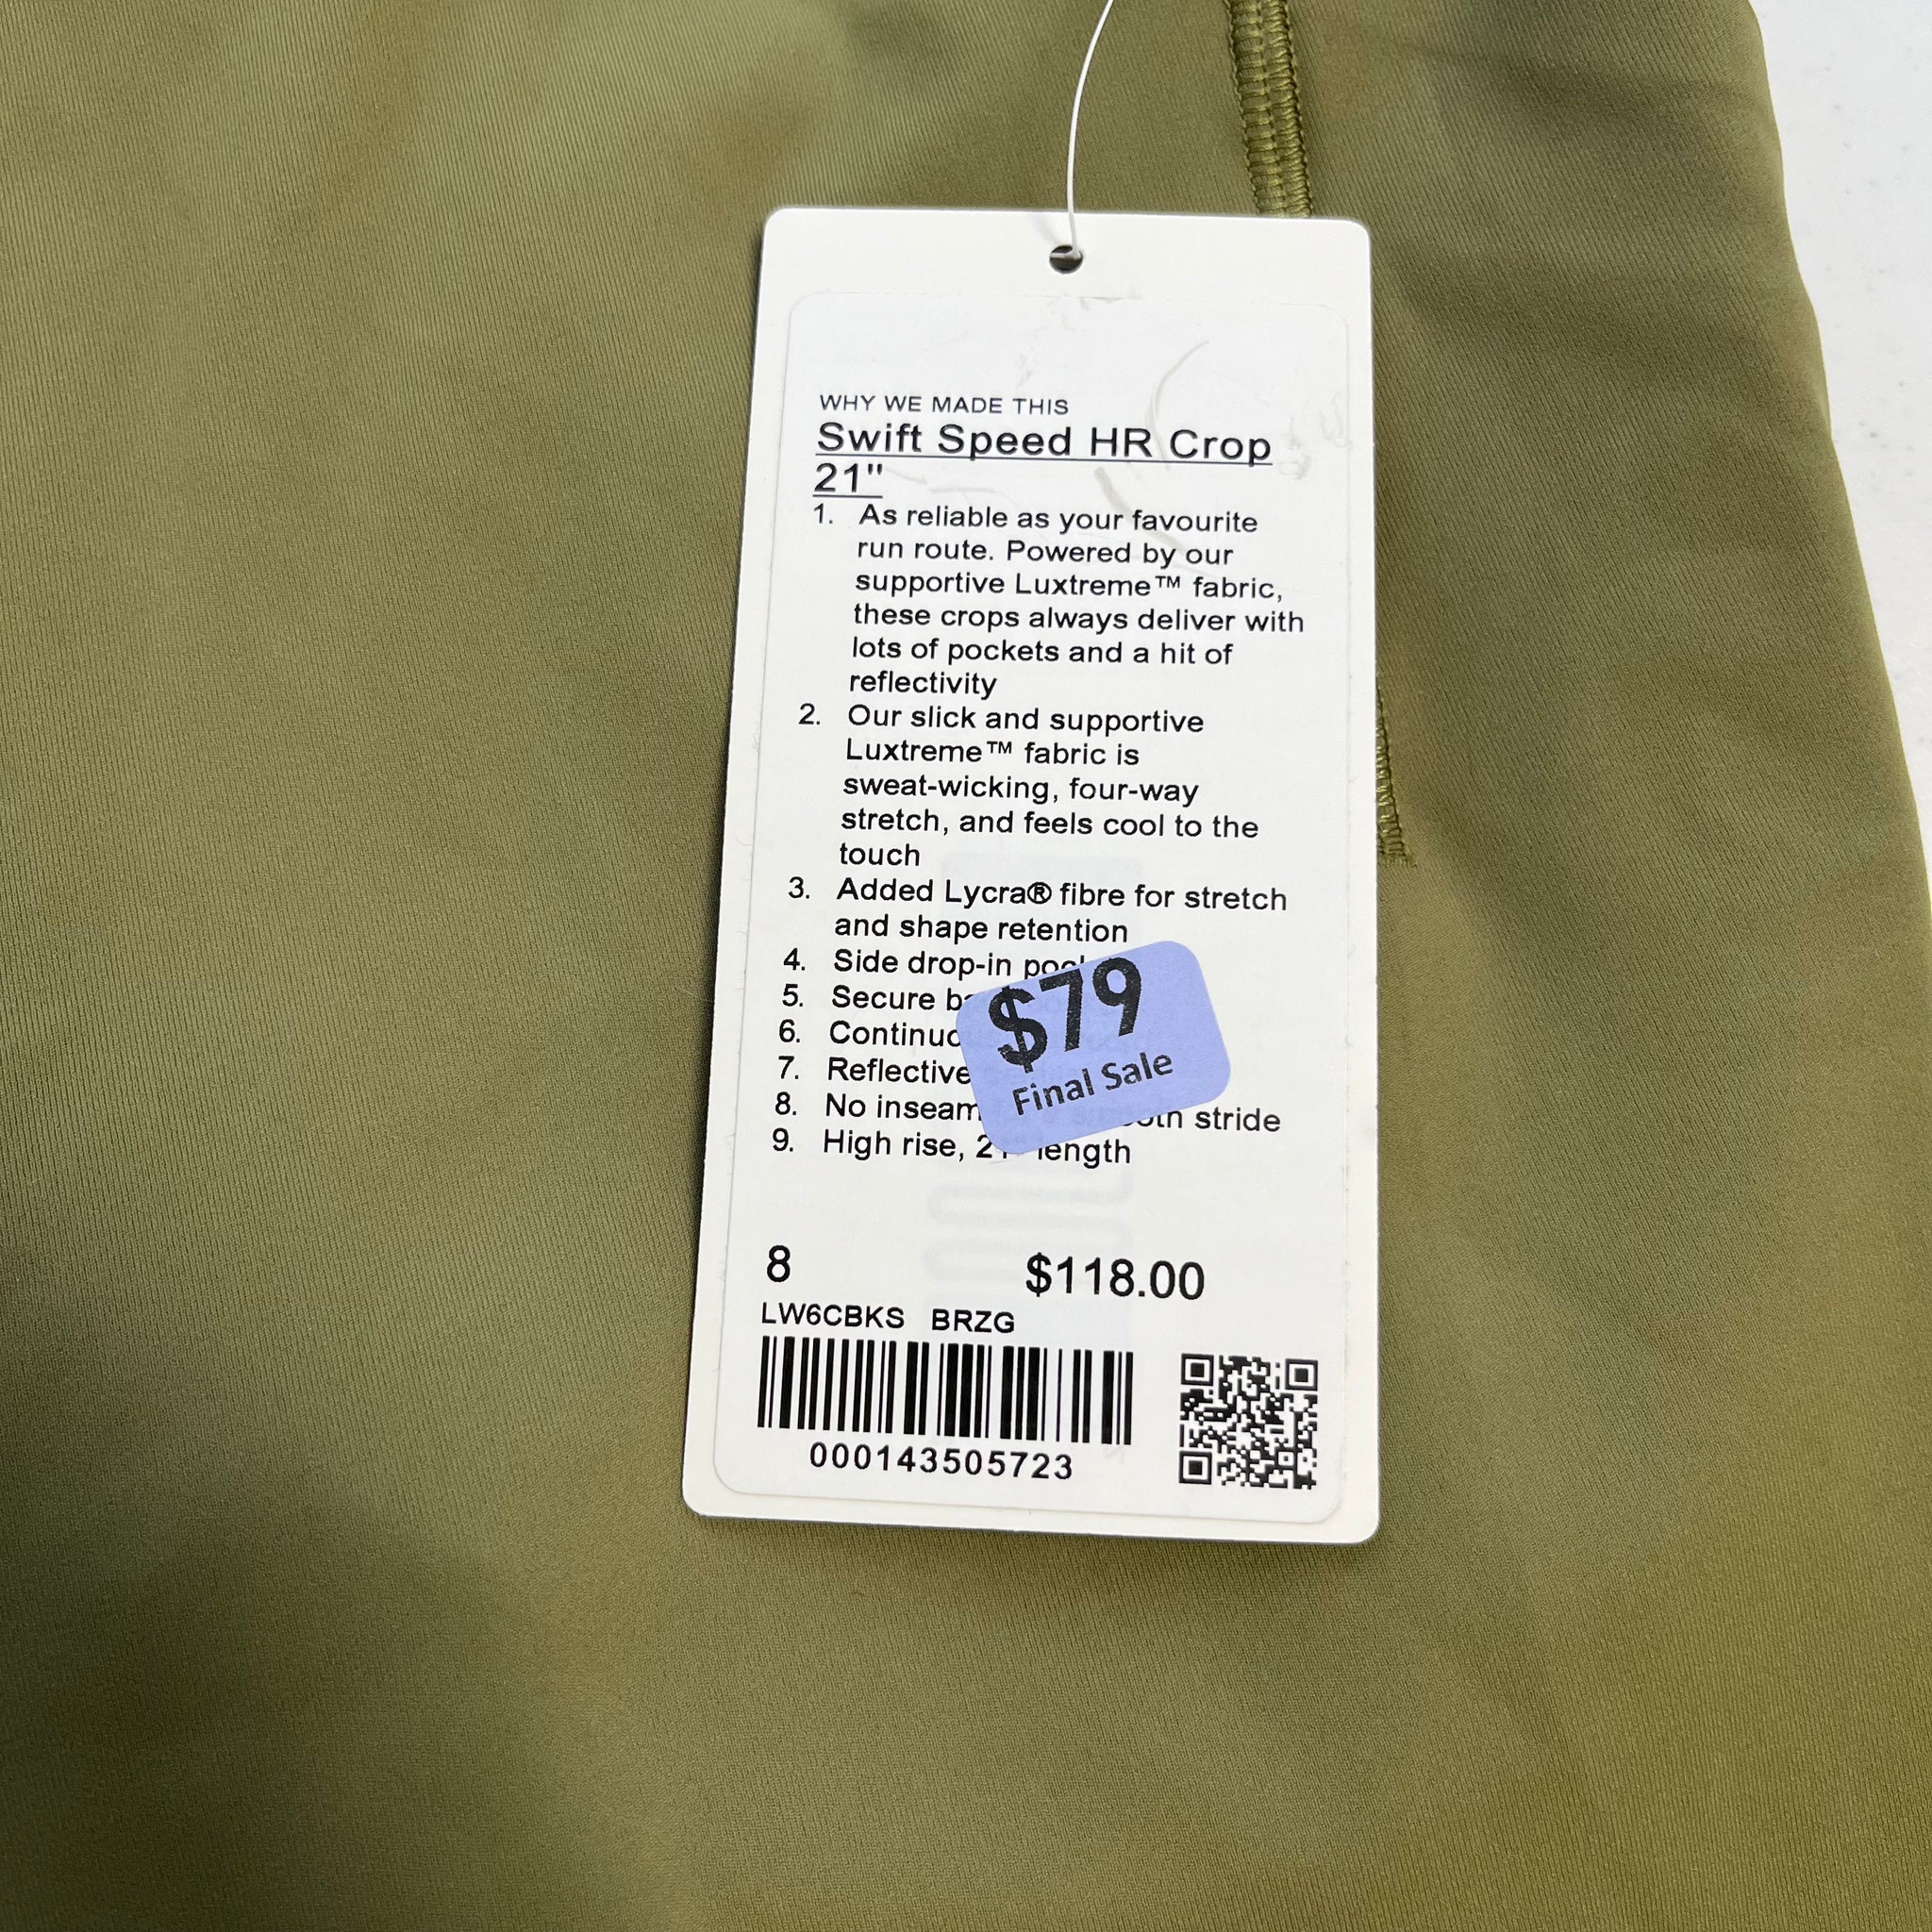 WHY WE MADE THIS
Swift Speed HR Crop
21"
1. As reliable as your favourite
run route. Powered by our
supportive Luxtreme™ fabric,
these crops always deliver with
lots of pockets and a hit of
reflectivity
2. Our slick and supportive
Luxtreme™ fabric is
sweat-wicking, four-way
stretch, and feels cool to the
touch
3. Added Lycra® fibre for stretch
and shape retention
4. Side drop-in
5. Secure
6.
7. Reflective
8. No inseam stride
9. High rise, length
$79
Final Sale
8 $118.00
LW6CBKS BRZG
000143505723